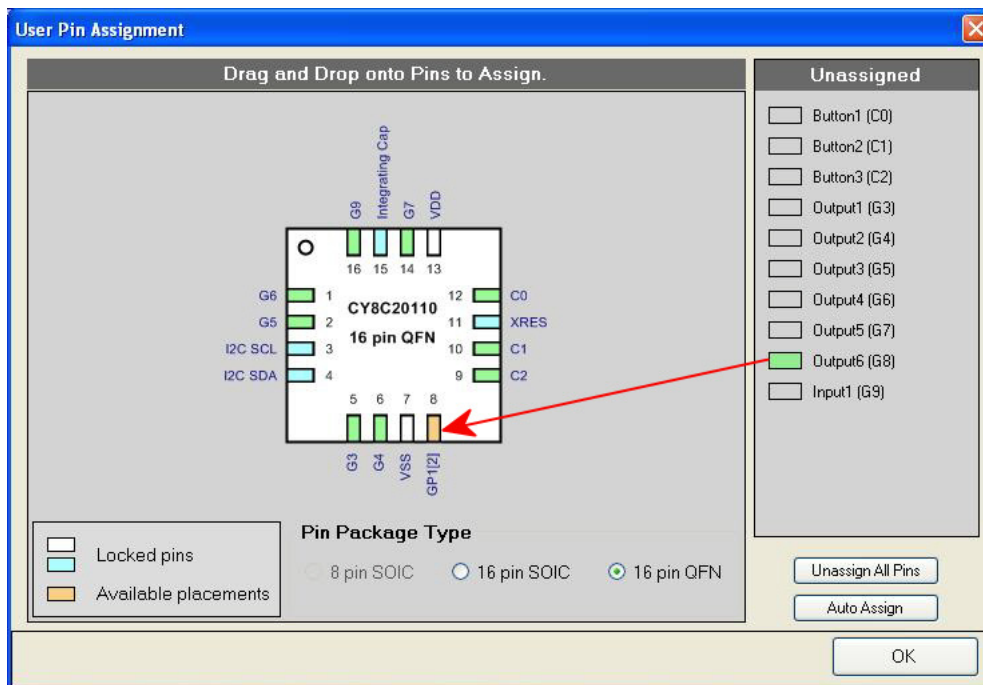 User Pin Assignment
Drag and Drop onto Pins to Assign.
G9
Integrating Cap
G7
VDD
16 15 14 13
G6 1
G5 2
I2C SCL 3
I2C SDA 4
CY8C20110
16 pin QFN
12 C0
11 XRES
10 C1
9 C2
5 6 7 8
G3
G4
VSS
GP1[2]
Locked pins
Available placements
Pin Package Type
8 pin SOIC 16 pin SOIC 16 pin QFN
Unassigned
Button1 (C0)
Button2 (C1)
Button3 (C2)
Output1 (G3)
Output2 (G4)
Output3 (G5)
Output4 (G6)
Output5 (G7)
Output6 (G8)
Input1 (G9)
Unassign All Pins
Auto Assign
OK